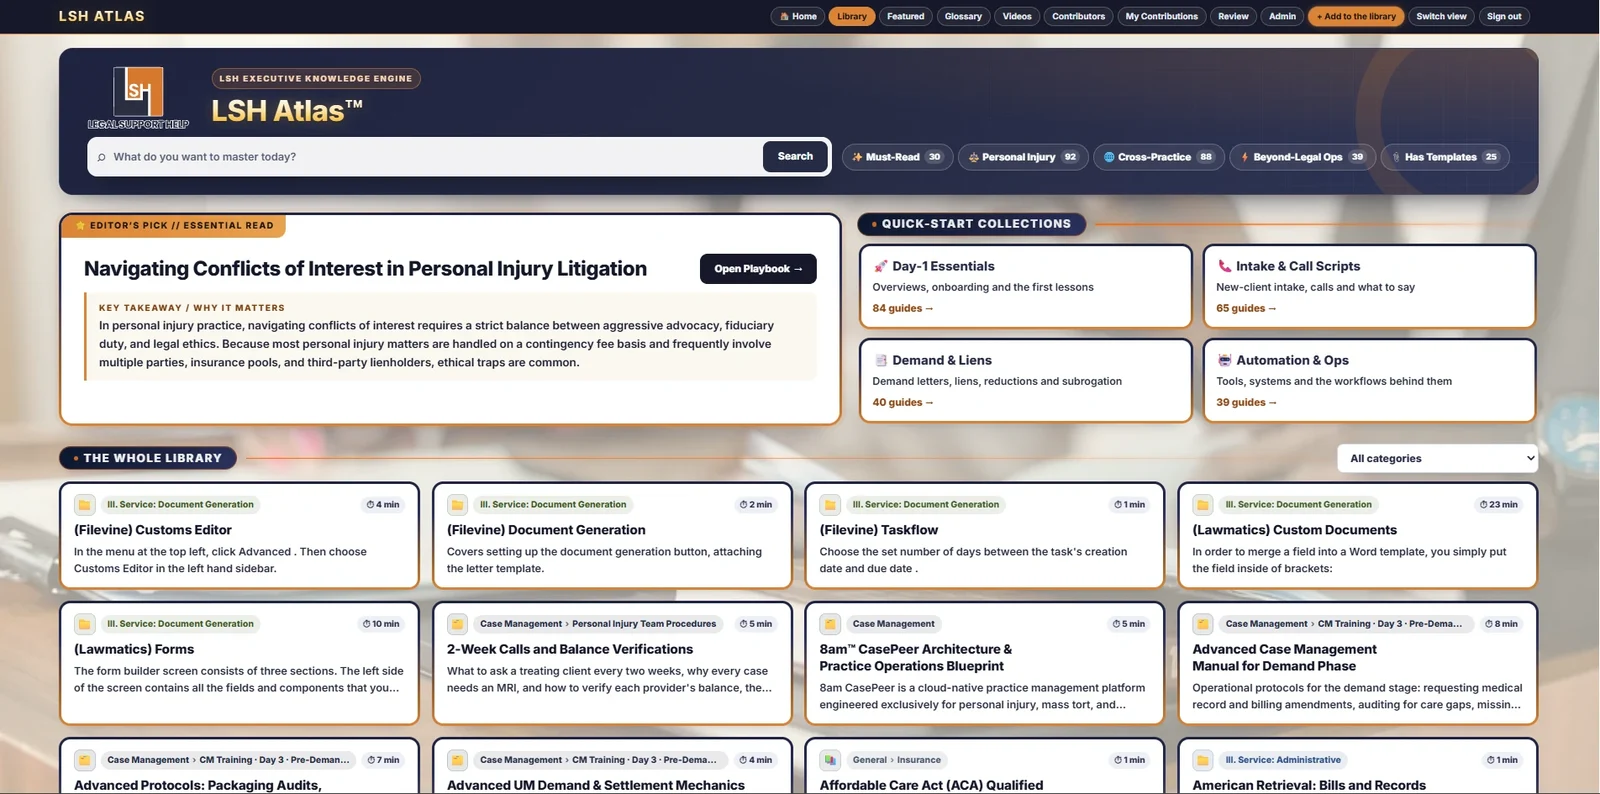 LSH ATLAS
Home
Library
Featured
Glossary
Videos
Contributors
My Contributions
Review
Admin
+ Add to the library
Switch view
Sign out
LSH
LEGAL SUPPORT HELP
LSH EXECUTIVE KNOWLEDGE ENGINE
LSH Atlas™
What do you want to master today?
Search
Must-Read 30
Personal Injury 92
Cross-Practice 88
Beyond-Legal Ops 39
Has Templates 25
EDITOR'S PICK // ESSENTIAL READ
Navigating Conflicts of Interest in Personal Injury Litigation
Open Playbook →
KEY TAKEAWAY / WHY IT MATTERS
In personal injury practice, navigating conflicts of interest requires a strict balance between aggressive advocacy, fiduciary
duty, and legal ethics. Because most personal injury matters are handled on a contingency fee basis and frequently involve
multiple parties, insurance pools, and third-party lienholders, ethical traps are common.
• QUICK-START COLLECTIONS
Day-1 Essentials
Overviews, onboarding and the first lessons
84 guides →
Intake & Call Scripts
New-client intake, calls and what to say
65 guides →
Demand & Liens
Demand letters, liens, reductions and subrogation
40 guides →
Automation & Ops
Tools, systems and the workflows behind them
39 guides →
• THE WHOLE LIBRARY
All categories
III. Service: Document Generation
4 min
(Filevine) Customs Editor
In the menu at the top left, click Advanced . Then choose
Customs Editor in the left hand sidebar.
III. Service: Document Generation
2 min
(Filevine) Document Generation
Covers setting up the document generation button, attaching
the letter template.
III. Service: Document Generation
1 min
(Filevine) Taskflow
Choose the set number of days between the task's creation
date and due date .
III. Service: Document Generation
23 min
(Lawmatics) Custom Documents
In order to merge a field into a Word template, you simply put
the field inside of brackets:
III. Service: Document Generation
10 min
(Lawmatics) Forms
The form builder screen consists of three sections. The left side
of the screen contains all the fields and components that you...
Case Management › Personal Injury Team Procedures
5 min
2-Week Calls and Balance Verifications
What to ask a treating client every two weeks, why every case
needs an MRI, and how to verify each provider's balance, the...
Case Management
5 min
8am™ CasePeer Architecture &
Practice Operations Blueprint
8am CasePeer is a cloud-native practice management platform
engineered exclusively for personal injury, mass tort, and...
Case Management › CM Training · Day 3 · Pre-Dema...
8 min
Advanced Case Management
Manual for Demand Phase
Operational protocols for the demand stage: requesting medical
record and billing amendments, auditing for care gaps, missin...
Case Management › CM Training · Day 3 · Pre-Deman...
7 min
Advanced Protocols: Packaging Audits,
Case Management › CM Training · Day 3 · Pre-Dema...
4 min
Advanced UM Demand & Settlement Mechanics
General › Insurance
1 min
Affordable Care Act (ACA) Qualified
III. Service: Administrative
1 min
American Retrieval: Bills and Records